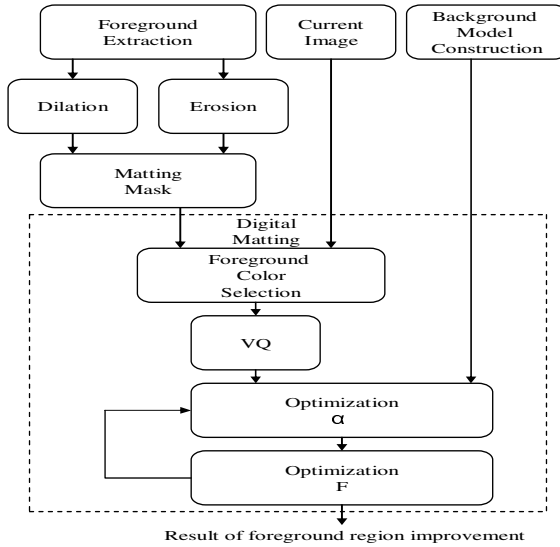 Foreground
Extraction
Current
Image
Background
Model
Construction
Dilation
Erosion
Matting
Mask
Digital
Matting
Foreground
Color
Selection
VQ
Optimization
α
Optimization
F
Result of foreground region improvement